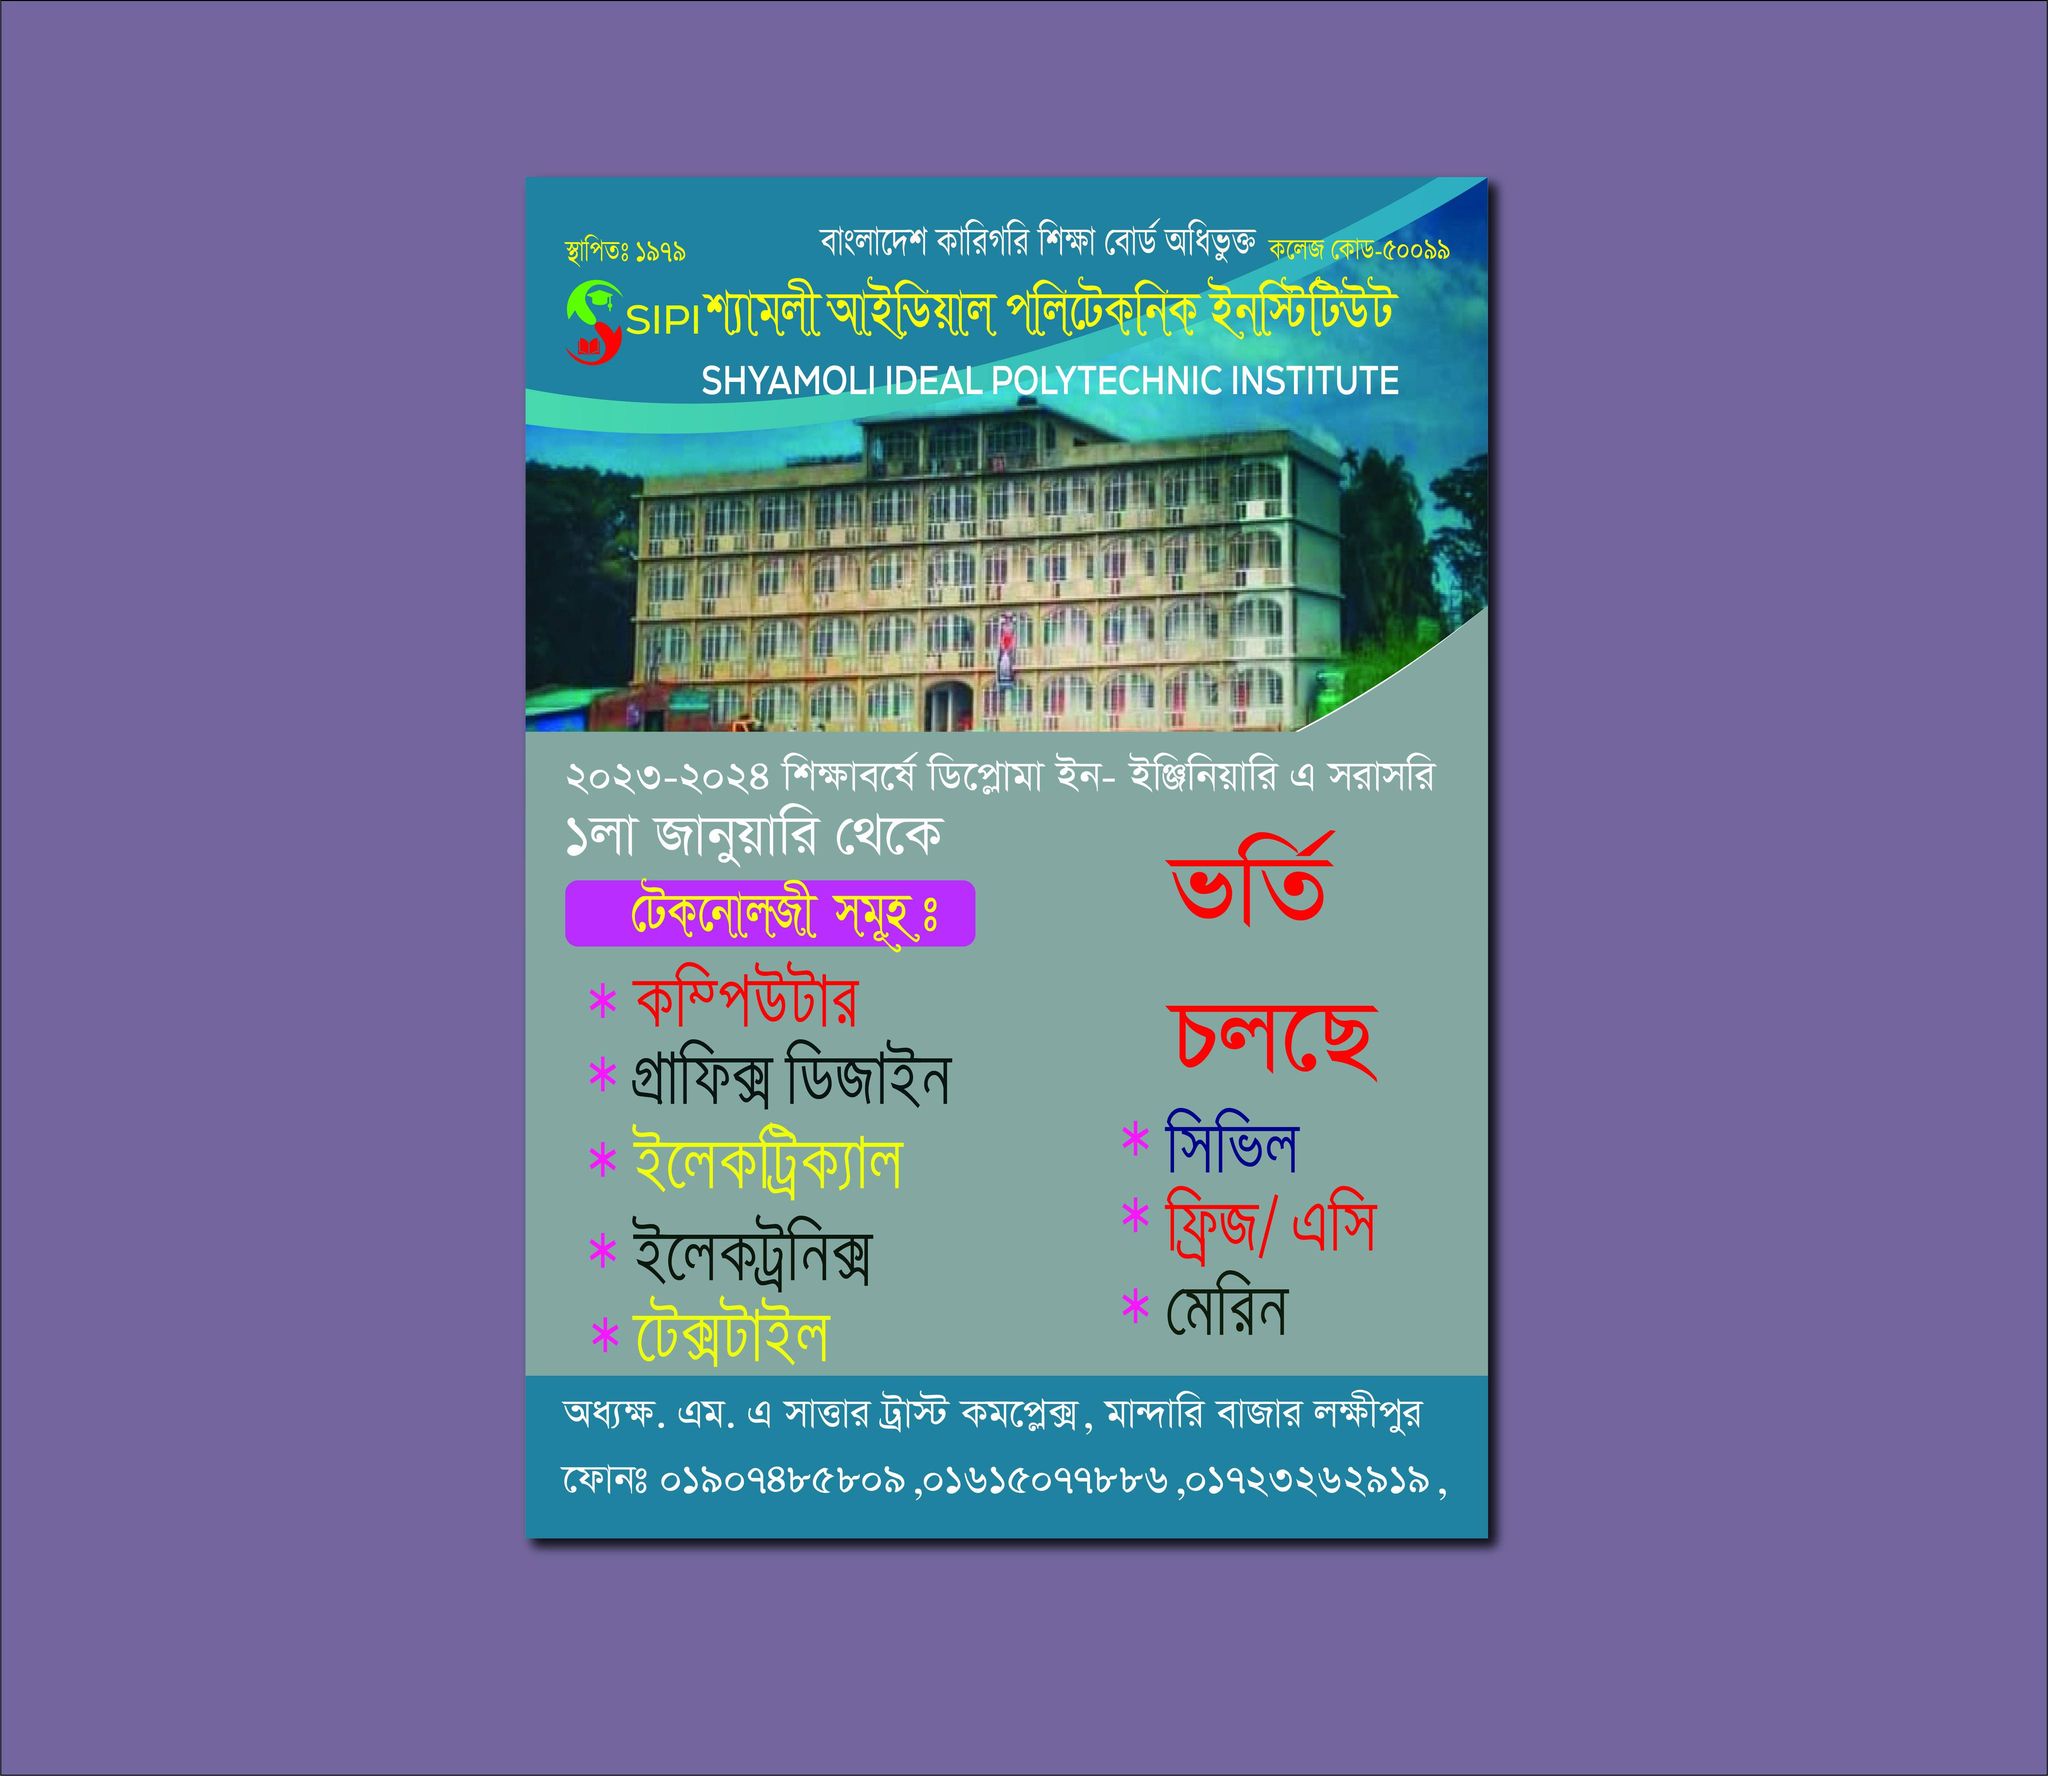 বাংলাদেশ কারিগরি শিক্ষা বোর্ড অধিভুক্ত
স্থাপিতঃ ১৯৭৯
কলেজ কোড-৫০০৯৯
SIPI শ্যামলী আইডিয়াল পলিটেকনিক ইনস্টিটিউট
SHYAMOLI IDEAL POLYTECHNIC INSTITUTE
২০২৩-২০২৪ শিক্ষাবর্ষে ডিপ্লোমা ইন- ইঞ্জিনিয়ারি এ সরাসরি
১লা জানুয়ারি থেকে
ভর্তি
চলছে
টেকনোলজী সমূহ ঃ
* কম্পিউটার
* গ্রাফিক্স ডিজাইন
* ইলেকট্রিক্যাল
* ইলেকট্রনিক্স
* টেক্সটাইল
* সিভিল
* ফ্রিজ/ এসি
* মেরিন
অধ্যক্ষ. এম. এ সাত্তার ট্রাস্ট কমপ্লেক্স, মান্দারি বাজার লক্ষীপুর
ফোনঃ ০১৯০৭৪৮৫৮০৯ ,০১৬১৫০৭৭৮৮৬ ,০১৭২৩২৬২৯১৯ ,